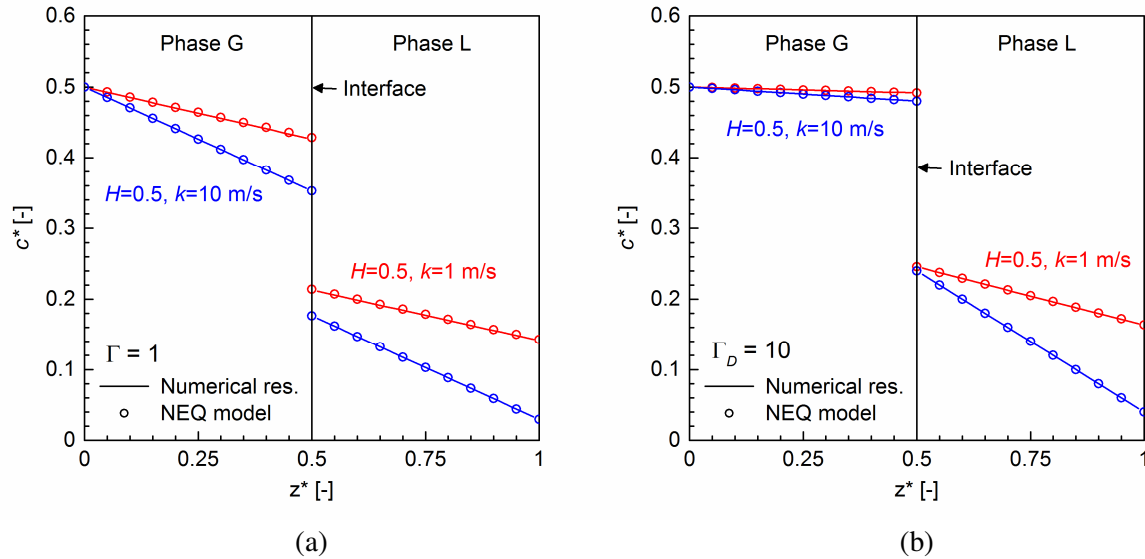 Phase G Phase L
Interface
H=0.5, k=10 m/s
H=0.5, k=1 m/s
Γ = 1
Numerical res.
NEQ model
c* [-]
0.6
0.5
0.4
0.3
0.2
0.1
0
0 0.25 0.5 0.75 1
z* [-]
(a)
Phase G Phase L
H=0.5, k=10 m/s
Interface
H=0.5, k=1 m/s
Γ_D = 10
Numerical res.
NEQ model
c* [-]
0.6
0.5
0.4
0.3
0.2
0.1
0
0 0.25 0.5 0.75 1
z* [-]
(b)